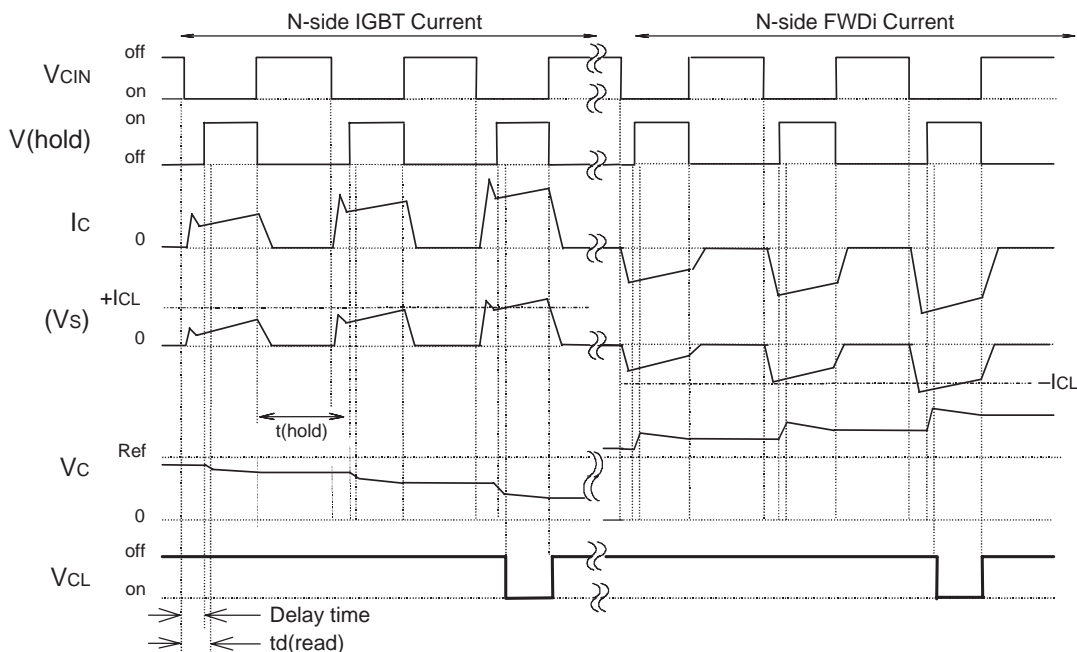 N-side IGBT Current
N-side FWDi Current
VCIN
off
on
V(hold)
on
off
IC
0
+ICL
(VS)
0
–ICL
t(hold)
Ref
VC
0
off
VCL
on
Delay time
td(read)